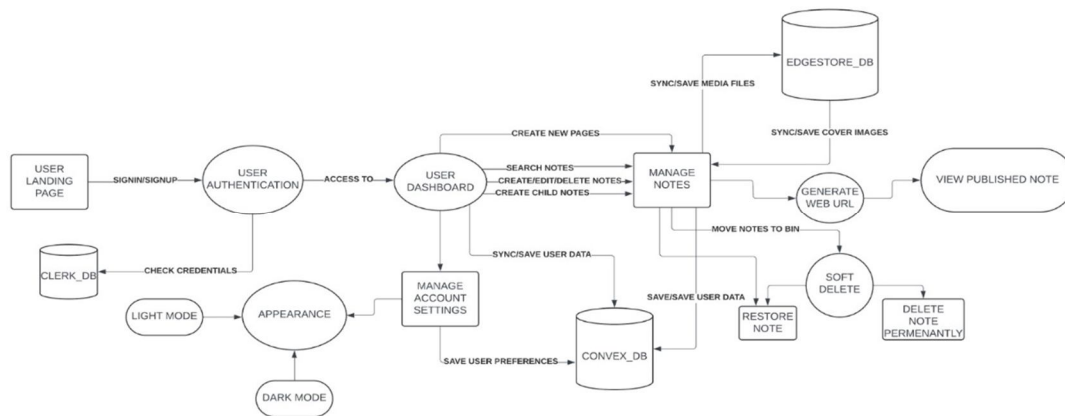 EDGESTORE_DB
SYNC/SAVE MEDIA FILES
SYNC/SAVE COVER IMAGES
CREATE NEW PAGES
USER
LANDING
PAGE
SIGNIN/SIGNUP
USER
AUTHENTICATION
ACCESS TO
USER
DASHBOARD
SEARCH NOTES
CREATE/EDIT/DELETE NOTES
CREATE CHILD NOTES
MANAGE
NOTES
GENERATE
WEB URL
VIEW PUBLISHED NOTE
MOVE NOTES TO BIN
CLERK_DB
CHECK CREDENTIALS
SYNC/SAVE USER DATA
SOFT
DELETE
MANAGE
ACCOUNT
SETTINGS
SAVE/SAVE USER DATA
LIGHT MODE
APPEARANCE
RESTORE
NOTE
DELETE
NOTE
PERMENANTLY
SAVE USER PREFERENCES
CONVEX_DB
DARK MODE